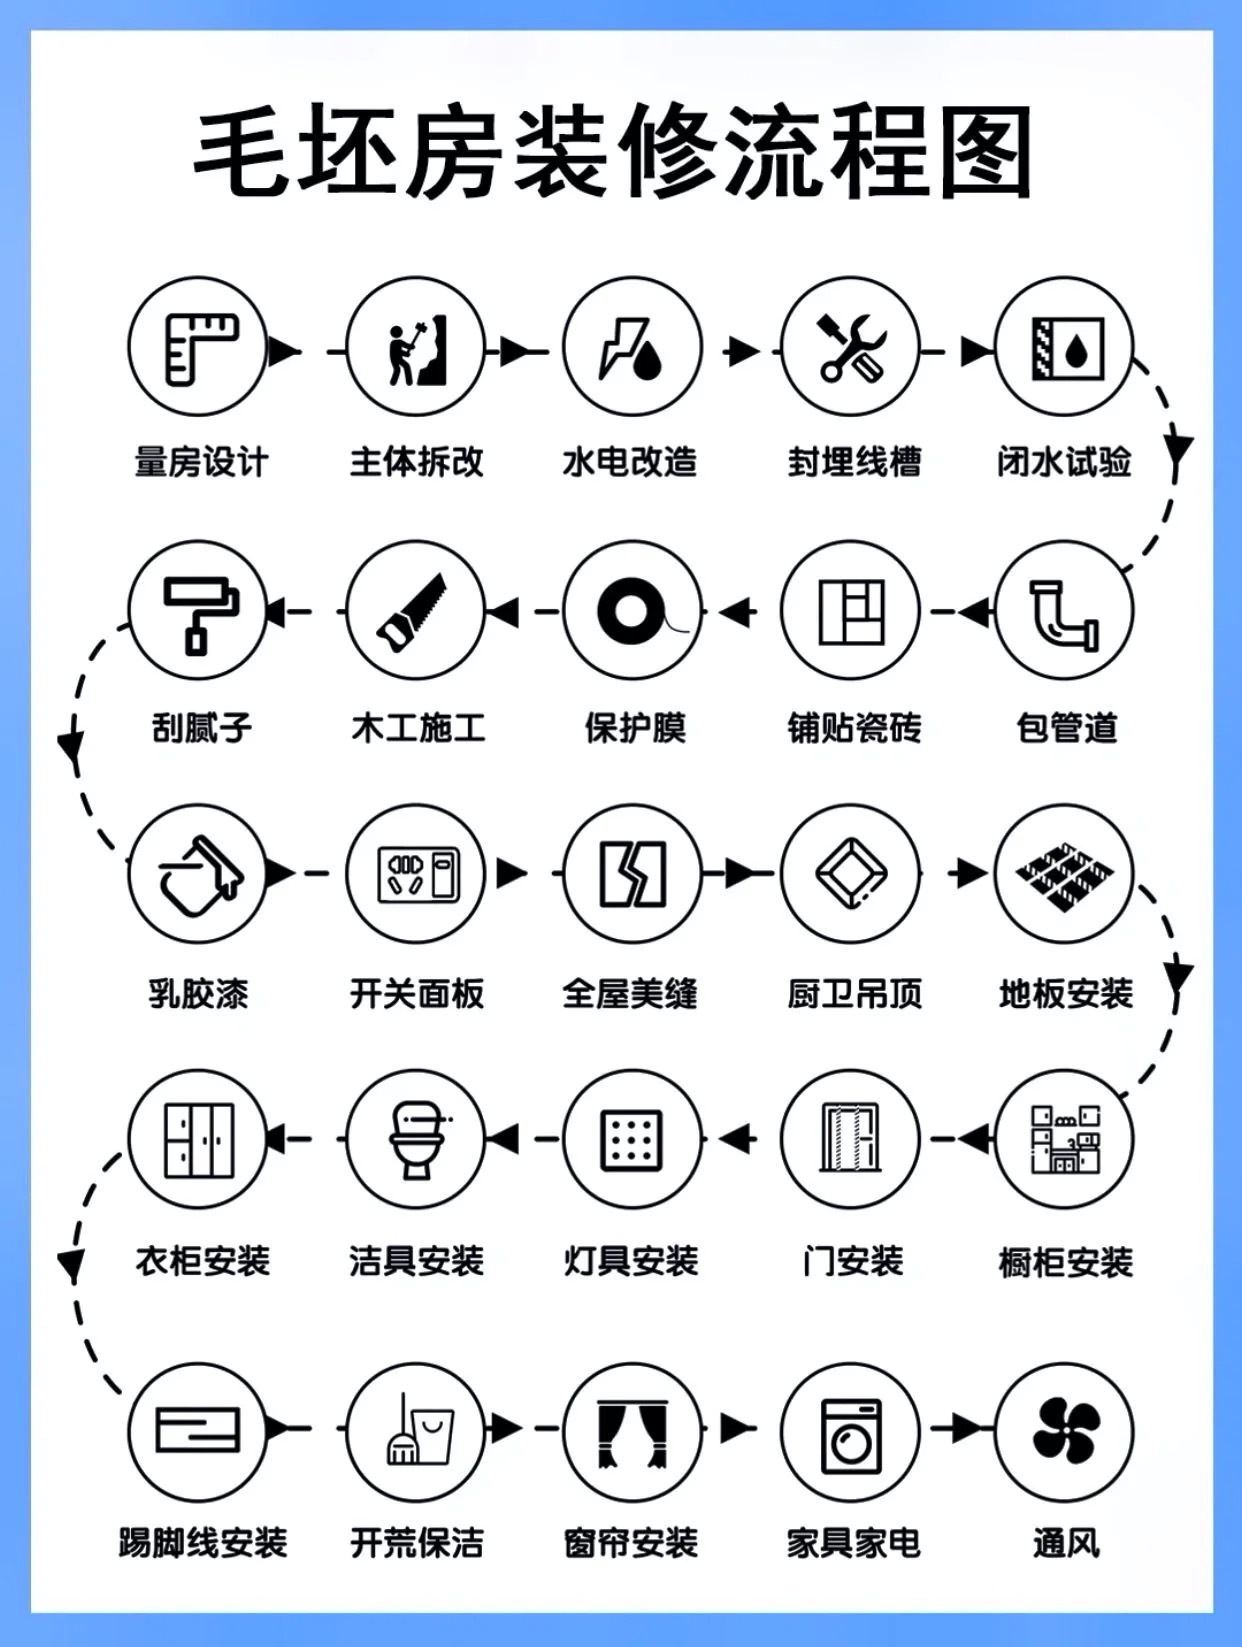 毛坯房装修流程图
量房设计 主体拆改 水电改造 封埋线槽 闭水试验
刮腻子 木工施工 保护膜 铺贴瓷砖 包管道
乳胶漆 开关面板 全屋美缝 厨卫吊顶 地板安装
衣柜安装 洁具安装 灯具安装 门安装 橱柜安装
踢脚线安装 开荒保洁 窗帘安装 家具家电 通风